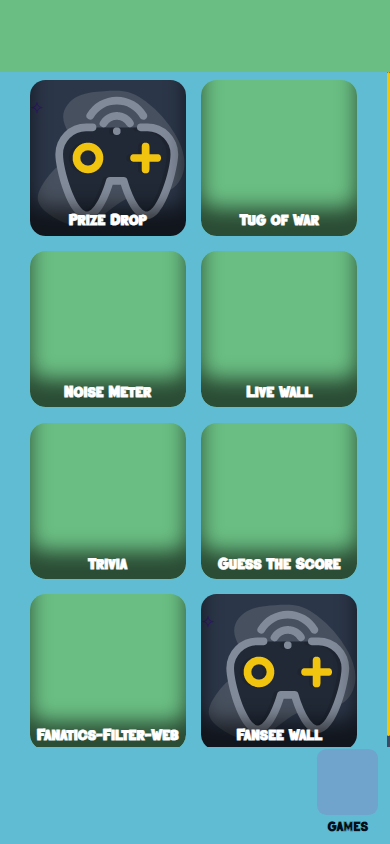 Prize Drop
Tug of War
Noise Meter
Live Wall
Trivia
Guess The Score
Fanatics-Filter-Web
Fansee Wall
GAMES